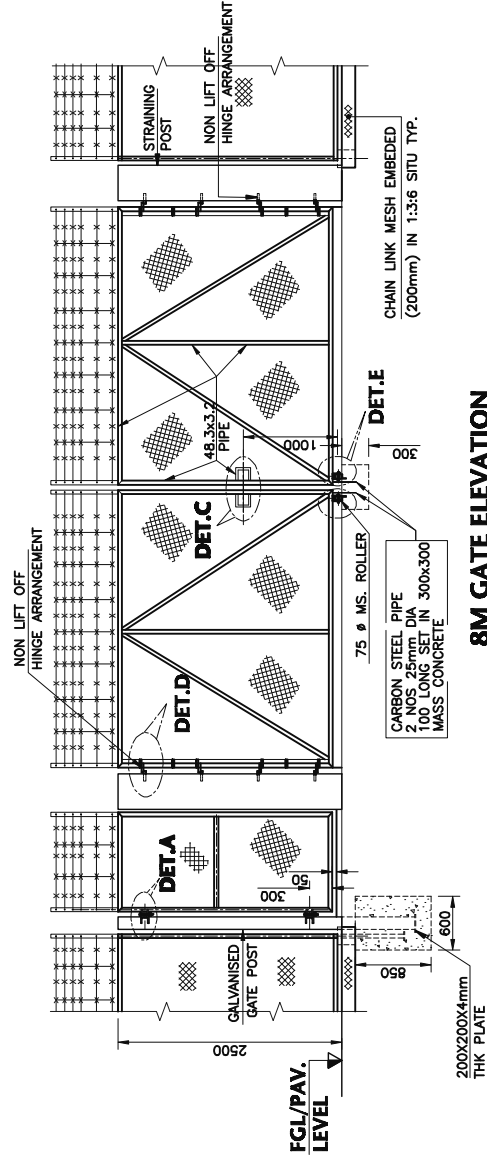 NON LIFT OFF
HINGE ARRANGEMENT
STRAINING
POST
NON LIFT OFF
HINGE ARRANGEMENT
DET.A
DET.D
DET.C
48.3x3.2
PIPE
1000
300
DET.E
CHAIN LINK MESH EMBEDED
(200mm) IN 1:3:6 SITU TYP.
2500
GALVANISED
GATE POST
300
50
FGL/PAV.
LEVEL
850
600
200X200X4mm
THK PLATE
75 Ø MS. ROLLER
CARBON STEEL PIPE
2 NOS 25mm DIA
100 LONG SET IN 300x300
MASS CONCRETE
8M GATE ELEVATION